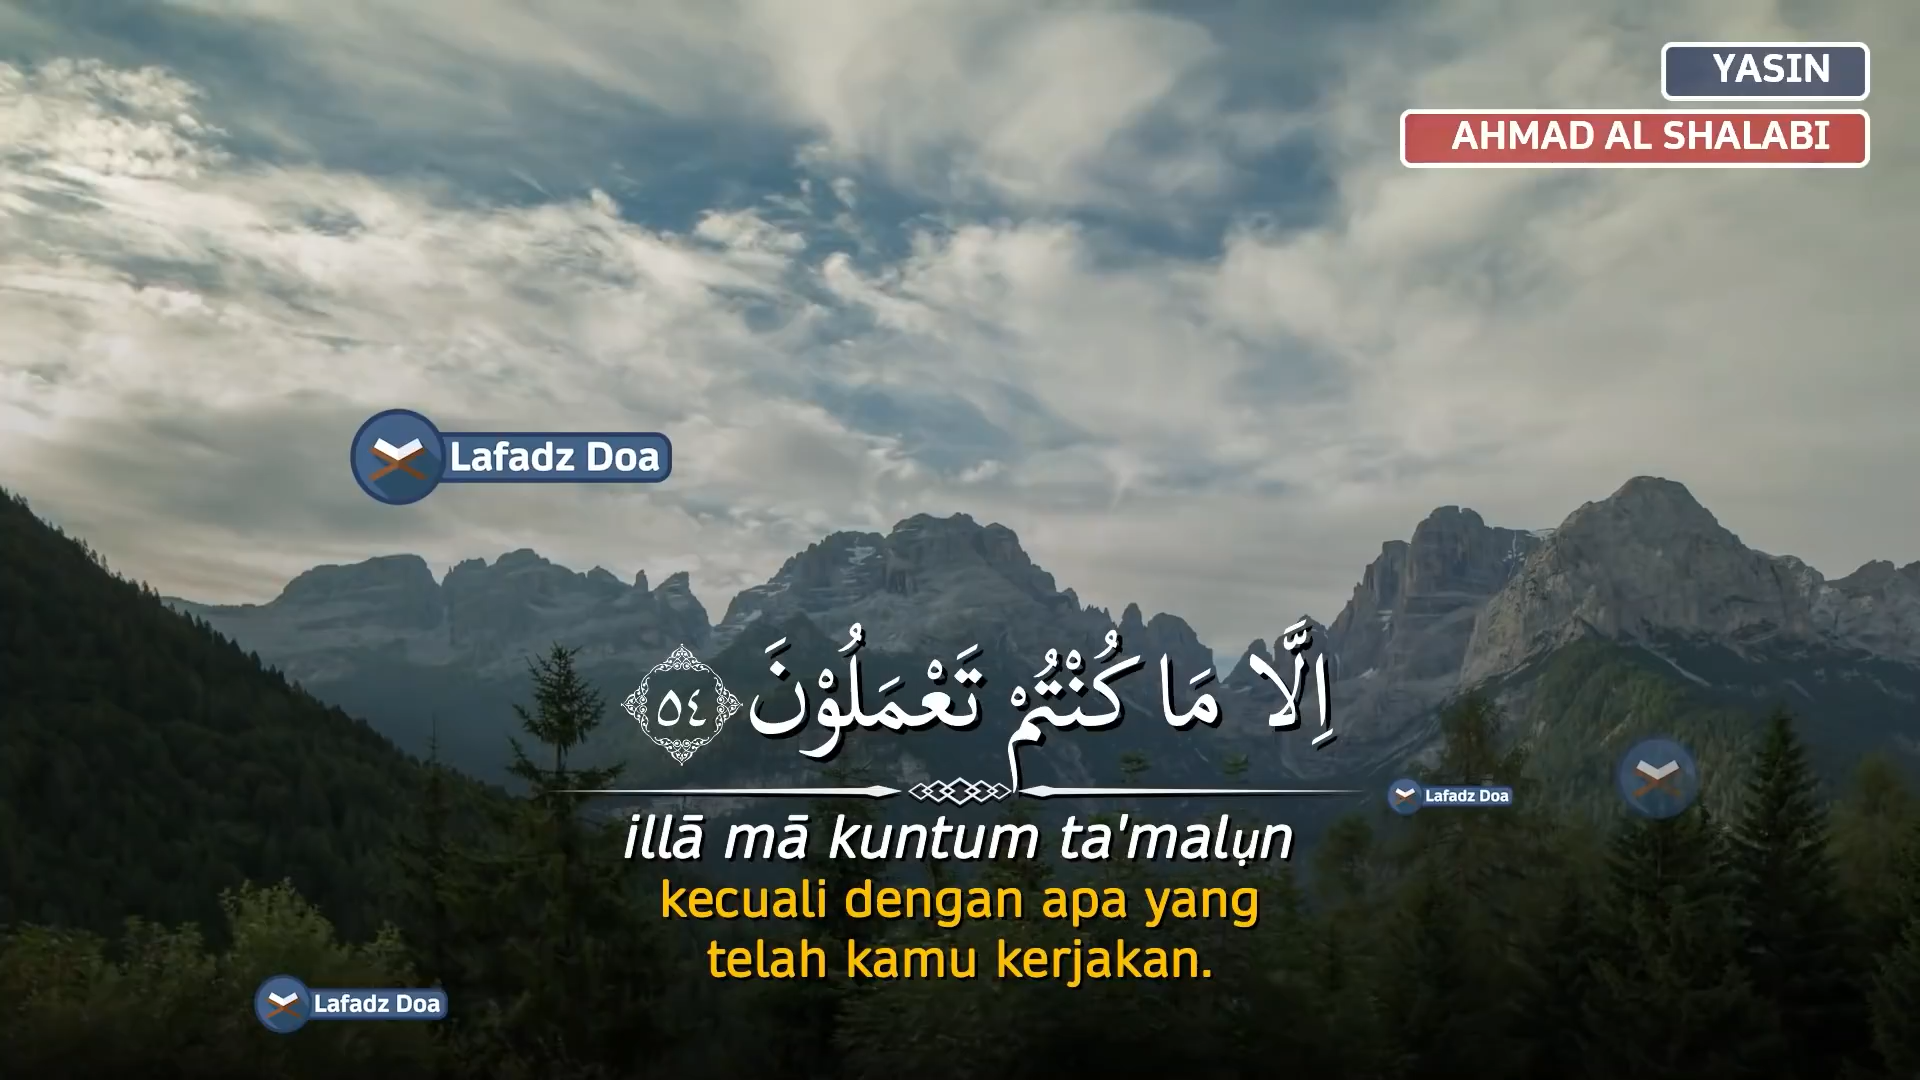 YASIN
AHMAD AL SHALABI
Lafadz Doa
اِلَّا مَا كُنْتُمْ تَعْمَلُوْنَ ٥٤
Lafadz Doa
illā mā kuntum ta'malụn
kecuali dengan apa yang
telah kamu kerjakan.
Lafadz Doa